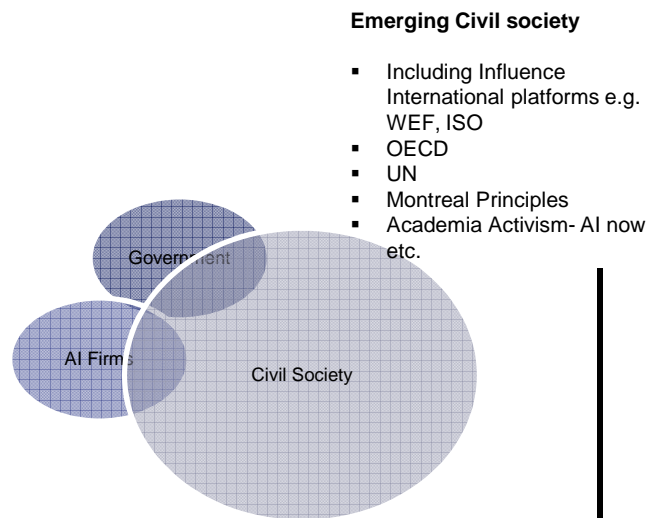 Emerging Civil society
▪ Including Influence
International platforms e.g.
WEF, ISO
▪ OECD
▪ UN
▪ Montreal Principles
▪ Academia Activism- AI now
etc.
Government
AI Firms
Civil Society